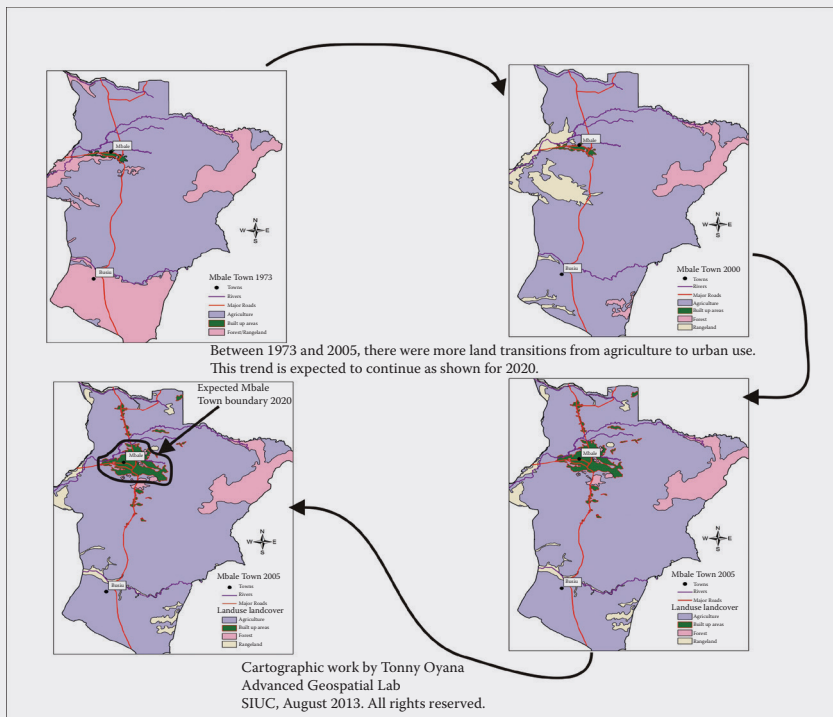 Mbale
N
W E
S
Busiu
Mbale Town 1973
Towns
Rivers
Major Roads
Agriculture
Built up areas
Forest/Rangeland
Mbale
N
W E
S
Busiu
Mbale Town 2000
Towns
Rivers
Major Roads
Agriculture
Built up areas
Forest
Rangeland
Between 1973 and 2005, there were more land transitions from agriculture to urban use.
This trend is expected to continue as shown for 2020.
Expected Mbale
Town boundary 2020
Mbale
N
W E
S
Busiu
Mbale Town 2005
Towns
Rivers
Major Roads
Landuse landcover
Agriculture
Built up areas
Forest
Rangeland
Mbale
N
W E
S
Busiu
Mbale Town 2005
Towns
Rivers
Major Roads
Landuse landcover
Agriculture
Built up areas
Forest
Rangeland
Cartographic work by Tonny Oyana
Advanced Geospatial Lab
SIUC, August 2013. All rights reserved.